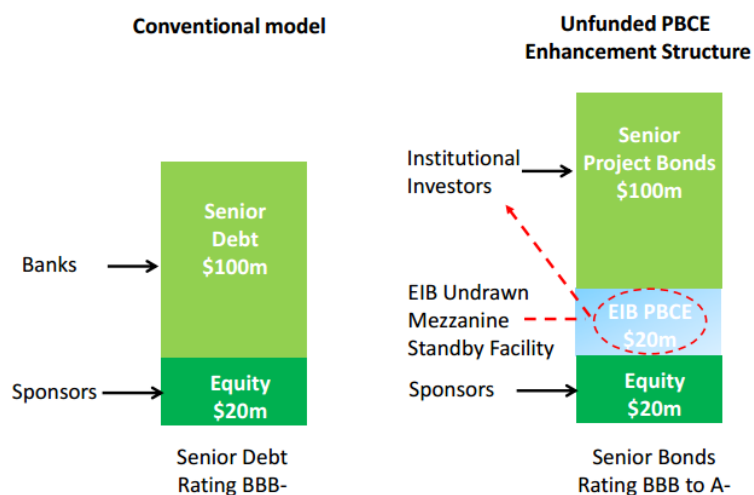 Conventional model
Senior
Debt
$100m
Banks
Sponsors
Equity
$20m
Senior Debt
Rating BBB-
Unfunded PBCE
Enhancement Structure
Institutional
Investors
Senior
Project Bonds
$100m
EIB Undrawn
Mezzanine
Standby Facility
EIB PBCE
$20m
Sponsors
Equity
$20m
Senior Bonds
Rating BBB to A-